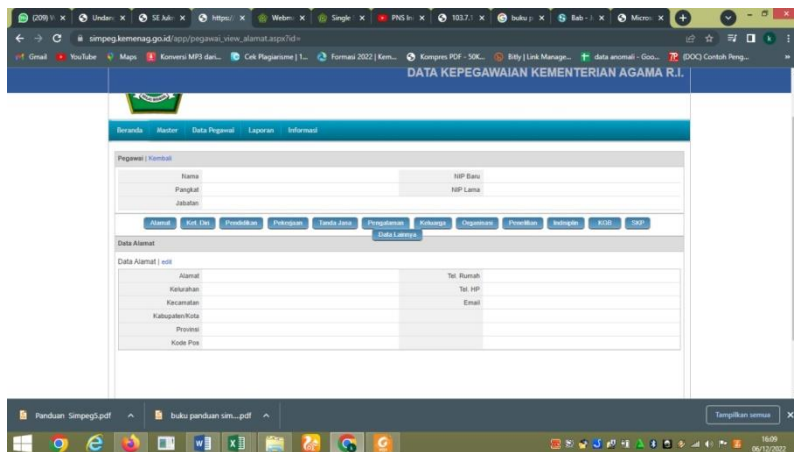 (209) W
Undan
SE Juk
https:/
Webm
Single
PNS In
103.7.1
buku p
Bab -
Micros
simpeg.kemenag.go.id/app/pegawai_view_alamat.aspx?id=
Gmail YouTube Maps Konversi MP3 dari... Cek Plagiarisme | 1... Formasi 2022 | Kem... Kompres PDF - 50K... Bitly | Link Manage... data anomali - Goo... (DOC) Contoh Peng...
DATA KEPEGAWAIAN KEMENTERIAN AGAMA R.I.
Beranda Master Data Pegawai Laporan Informasi
Pegawai | Kembali
Nama NIP Baru
Pangkat NIP Lama
Jabatan
Alamat Ket. Diri Pendidikan Pekerjaan Tanda Jasa Pengalaman Keluarga Organisasi Penelitian Indisiplin KGB SKP
Data Lainnya
Data Alamat
Data Alamat | edit
Alamat Tel. Rumah
Kelurahan Tel. HP
Kecamatan Email
Kabupaten/Kota
Provinsi
Kode Pos
Panduan Simpeg5.pdf buku panduan sim....pdf Tampilkan semua
16:09
06/12/2022